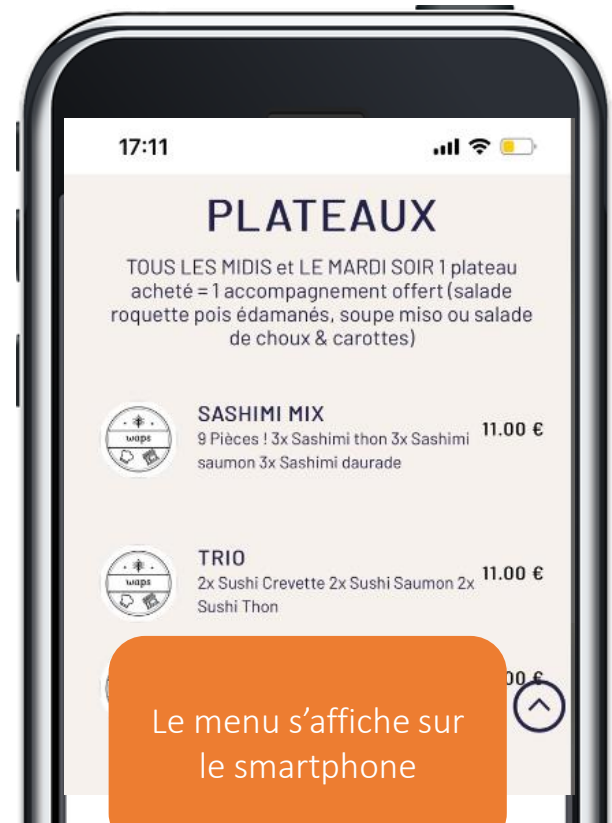 17:11
PLATEAUX
TOUS LES MIDIS et LE MARDI SOIR 1 plateau
acheté = 1 accompagnement offert (salade
roquette pois édamanés, soupe miso ou salade
de choux & carottes)
SASHIMI MIX
9 Pièces ! 3x Sashimi thon 3x Sashimi
saumon 3x Sashimi daurade
11.00 €
waps
TRIO
2x Sushi Crevette 2x Sushi Saumon 2x
Sushi Thon
11.00 €
waps
Le menu s’affiche sur
le smartphone